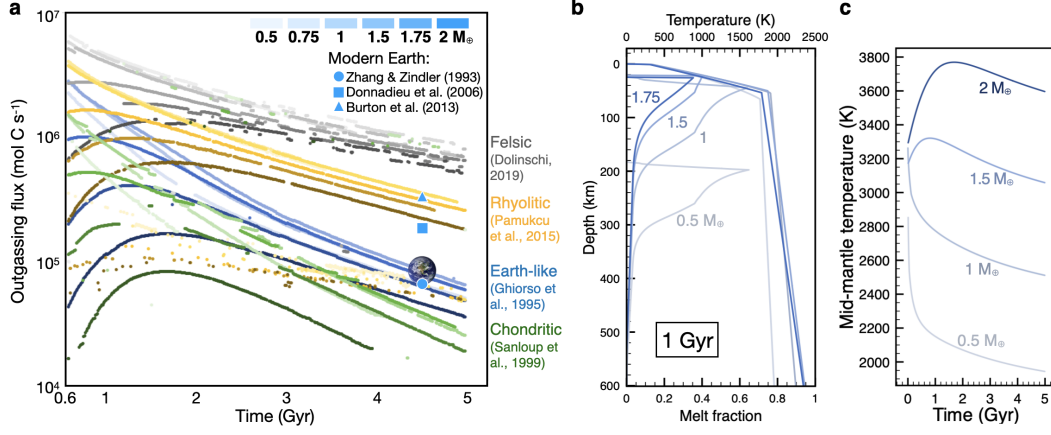 a
10⁷
10⁶
10⁵
10⁴
Outgassing flux (mol C s⁻¹)
0.5 0.75 1 1.5 1.75 2 M⊕
Modern Earth:
Zhang & Zindler (1993)
Donnadieu et al. (2006)
Burton et al. (2013)
Felsic
(Dolinschi,
2019)
Rhyolitic
(Pamukcu
et al., 2015)
Earth-like
(Ghiorso et
al., 1995)
Chondritic
(Sanloup et
al., 1999)
0.6 1 2 3 4 5
Time (Gyr)
b
Temperature (K)
0 500 1000 1500 2000 2500
0
100
200
300
400
500
600
Depth (km)
1.75
1.5
1
0.5 M⊕
1 Gyr
0 0.2 0.4 0.6 0.8 1
Melt fraction
c
3800
3600
3400
3200
3000
2800
2600
2400
2200
2000
Mid-mantle temperature (K)
2 M⊕
1.5 M⊕
1 M⊕
0.5 M⊕
0 1 2 3 4 5
Time (Gyr)